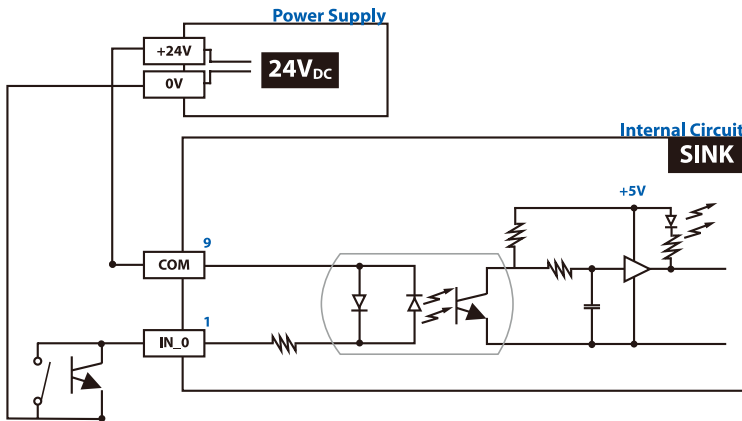 Power Supply
+24V
0V
24VDC
Internal Circuit
SINK
+5V
9
COM
1
IN_0